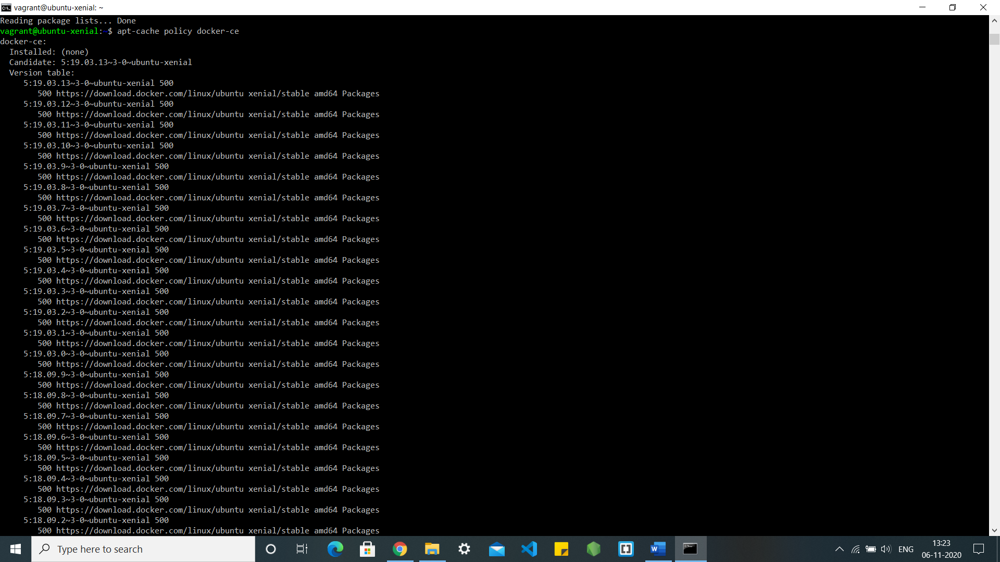 vagrant@ubuntu-xenial: ~
Reading package lists... Done
vagrant@ubuntu-xenial:~$ apt-cache policy docker-ce
docker-ce:
  Installed: (none)
  Candidate: 5:19.03.13~3-0~ubuntu-xenial
  Version table:
     5:19.03.13~3-0~ubuntu-xenial 500
        500 https://download.docker.com/linux/ubuntu xenial/stable amd64 Packages
     5:19.03.12~3-0~ubuntu-xenial 500
        500 https://download.docker.com/linux/ubuntu xenial/stable amd64 Packages
     5:19.03.11~3-0~ubuntu-xenial 500
        500 https://download.docker.com/linux/ubuntu xenial/stable amd64 Packages
     5:19.03.10~3-0~ubuntu-xenial 500
        500 https://download.docker.com/linux/ubuntu xenial/stable amd64 Packages
     5:19.03.9~3-0~ubuntu-xenial 500
        500 https://download.docker.com/linux/ubuntu xenial/stable amd64 Packages
     5:19.03.8~3-0~ubuntu-xenial 500
        500 https://download.docker.com/linux/ubuntu xenial/stable amd64 Packages
     5:19.03.7~3-0~ubuntu-xenial 500
        500 https://download.docker.com/linux/ubuntu xenial/stable amd64 Packages
     5:19.03.6~3-0~ubuntu-xenial 500
        500 https://download.docker.com/linux/ubuntu xenial/stable amd64 Packages
     5:19.03.5~3-0~ubuntu-xenial 500
        500 https://download.docker.com/linux/ubuntu xenial/stable amd64 Packages
     5:19.03.4~3-0~ubuntu-xenial 500
        500 https://download.docker.com/linux/ubuntu xenial/stable amd64 Packages
     5:19.03.3~3-0~ubuntu-xenial 500
        500 https://download.docker.com/linux/ubuntu xenial/stable amd64 Packages
     5:19.03.2~3-0~ubuntu-xenial 500
        500 https://download.docker.com/linux/ubuntu xenial/stable amd64 Packages
     5:19.03.1~3-0~ubuntu-xenial 500
        500 https://download.docker.com/linux/ubuntu xenial/stable amd64 Packages
     5:19.03.0~3-0~ubuntu-xenial 500
        500 https://download.docker.com/linux/ubuntu xenial/stable amd64 Packages
     5:18.09.9~3-0~ubuntu-xenial 500
        500 https://download.docker.com/linux/ubuntu xenial/stable amd64 Packages
     5:18.09.8~3-0~ubuntu-xenial 500
        500 https://download.docker.com/linux/ubuntu xenial/stable amd64 Packages
     5:18.09.7~3-0~ubuntu-xenial 500
        500 https://download.docker.com/linux/ubuntu xenial/stable amd64 Packages
     5:18.09.6~3-0~ubuntu-xenial 500
        500 https://download.docker.com/linux/ubuntu xenial/stable amd64 Packages
     5:18.09.5~3-0~ubuntu-xenial 500
        500 https://download.docker.com/linux/ubuntu xenial/stable amd64 Packages
     5:18.09.4~3-0~ubuntu-xenial 500
        500 https://download.docker.com/linux/ubuntu xenial/stable amd64 Packages
     5:18.09.3~3-0~ubuntu-xenial 500
        500 https://download.docker.com/linux/ubuntu xenial/stable amd64 Packages
     5:18.09.2~3-0~ubuntu-xenial 500
        500 https://download.docker.com/linux/ubuntu xenial/stable amd64 Packages
Type here to search
ENG
13:23
06-11-2020